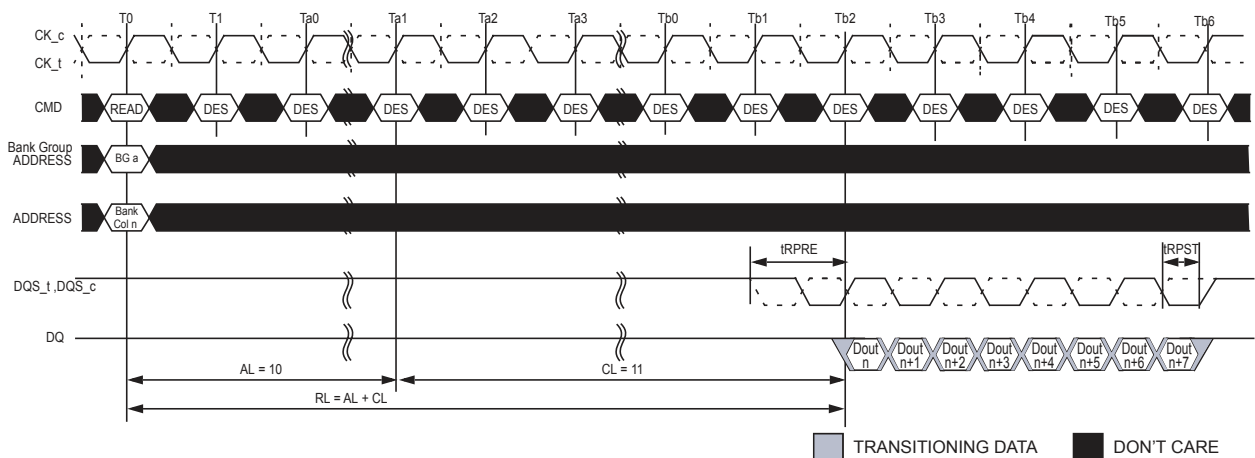 T0 T1 Ta0 Ta1 Ta2 Ta3 Tb0 Tb1 Tb2 Tb3 Tb4 Tb5 Tb6
CK_c
CK_t
CMD READ DES DES DES DES DES DES DES DES DES DES DES DES
Bank Group
ADDRESS BG a
ADDRESS Bank
Col n
tRPRE tRPST
DQS_t ,DQS_c
DQ Dout Dout Dout Dout Dout Dout Dout Dout
n n+1 n+2 n+3 n+4 n+5 n+6 n+7
AL = 10 CL = 11
RL = AL + CL
TRANSITIONING DATA DON'T CARE